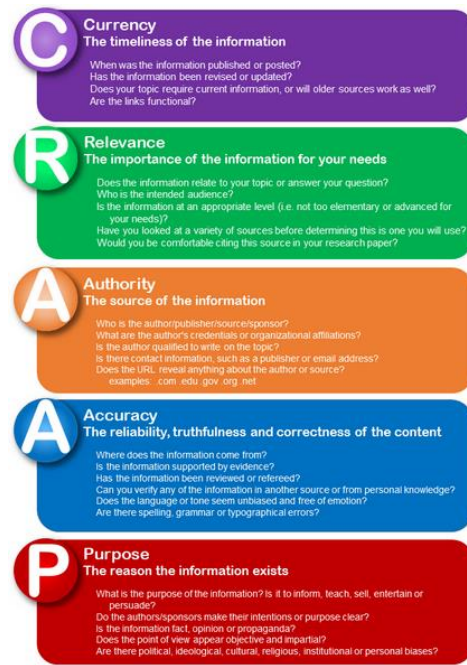 C
Currency
The timeliness of the information
When was the information published or posted?
Has the information been revised or updated?
Does your topic require current information, or will older sources work as well?
Are the links functional?
R
Relevance
The importance of the information for your needs
Does the information relate to your topic or answer your question?
Who is the intended audience?
Is the information at an appropriate level (i.e. not too elementary or advanced for
your needs)?
Have you looked at a variety of sources before determining this is one you will use?
Would you be comfortable citing this source in your research paper?
A
Authority
The source of the information
Who is the author/publisher/source/sponsor?
What are the author's credentials or organizational affiliations?
Is the author qualified to write on the topic?
Is there contact information, such as a publisher or email address?
Does the URL reveal anything about the author or source?
examples: .com .edu .gov .org .net
A
Accuracy
The reliability, truthfulness and correctness of the content
Where does the information come from?
Is the information supported by evidence?
Has the information been reviewed or refereed?
Can you verify any of the information in another source or from personal knowledge?
Does the language or tone seem unbiased and free of emotion?
Are there spelling, grammar or typographical errors?
P
Purpose
The reason the information exists
What is the purpose of the information? Is it to inform, teach, sell, entertain or
persuade?
Do the authors/sponsors make their intentions or purpose clear?
Is the information fact, opinion or propaganda?
Does the point of view appear objective and impartial?
Are there political, ideological, cultural, religious, institutional or personal biases?